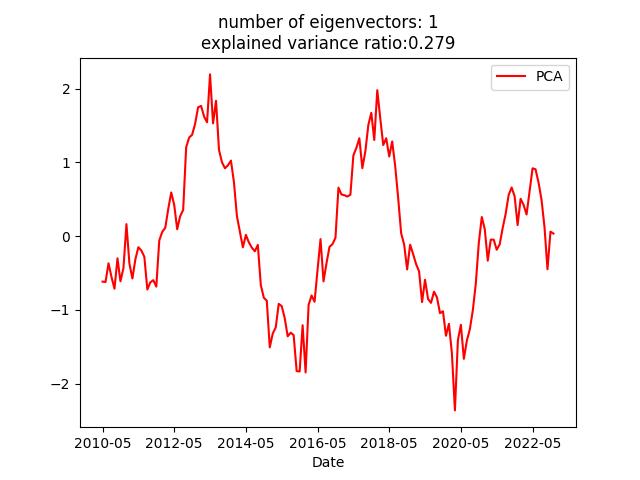 number of eigenvectors: 1
explained variance ratio:0.279
PCA
2
1
0
−1
−2
2010-05 2012-05 2014-05 2016-05 2018-05 2020-05 2022-05
Date